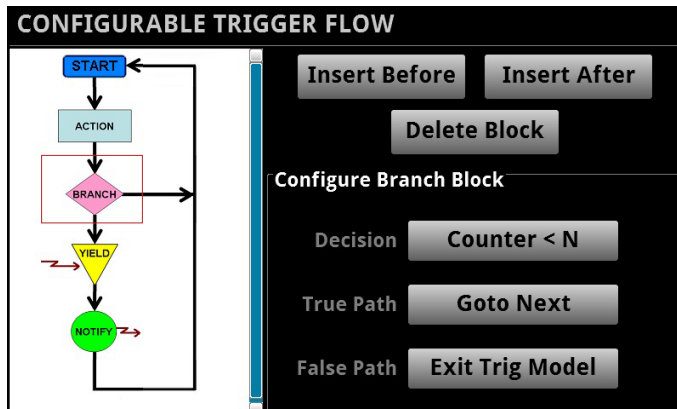 CONFIGURABLE TRIGGER FLOW
START
ACTION
BRANCH
YIELD
NOTIFY
Insert Before
Insert After
Delete Block
Configure Branch Block
Decision
Counter < N
True Path
Goto Next
False Path
Exit Trig Model